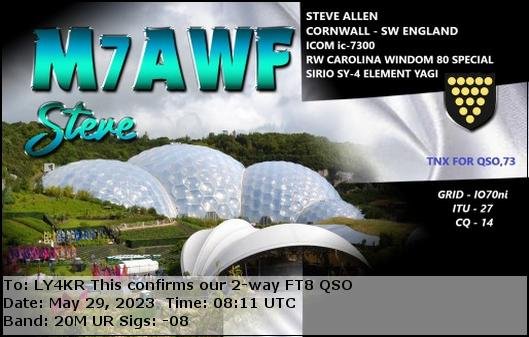 M7AWF
Steve
STEVE ALLEN
CORNWALL - SW ENGLAND
ICOM ic-7300
RW CAROLINA WINDOM 80 SPECIAL
SIRIO SY-4 ELEMENT YAGI
TNX FOR QSO,73
GRID - IO70ni
ITU - 27
CQ - 14
To: LY4KR This confirms our 2-way FT8 QSO
Date: May 29, 2023 Time: 08:11 UTC
Band: 20M UR Sigs: -08